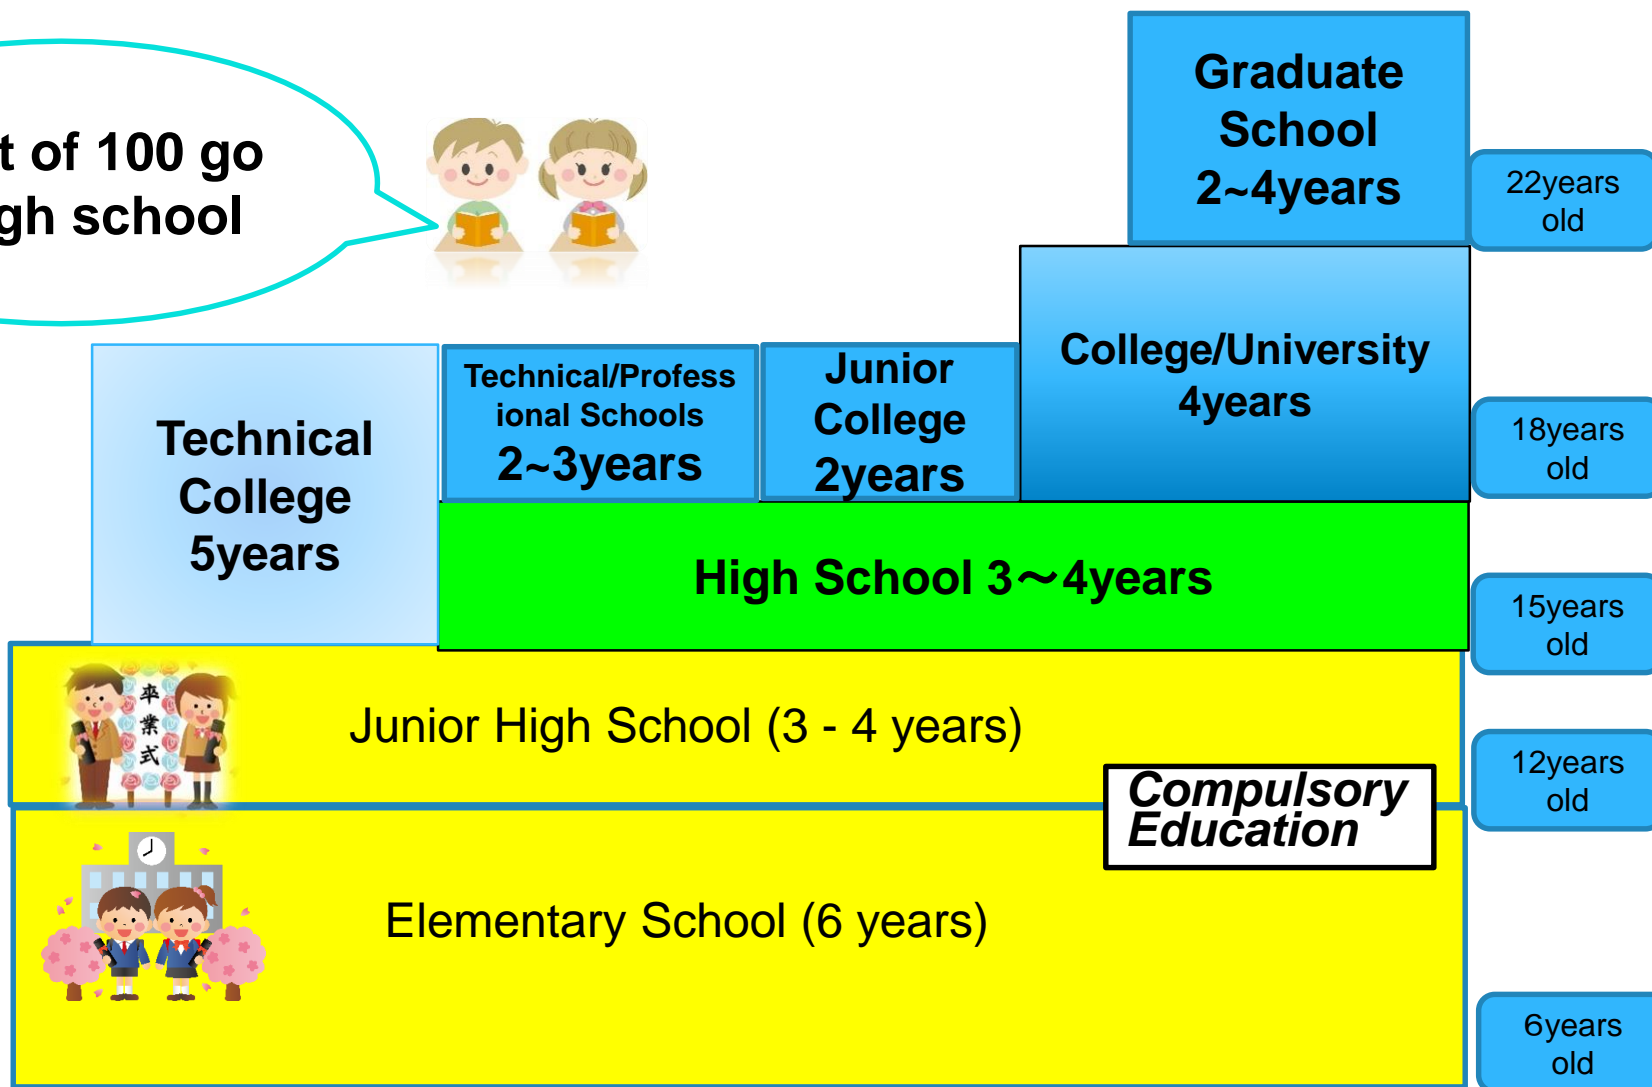 of 100 go
school
Graduate
School
2~4years
22years
old
Technical
College
5years
Technical/Profess
ional Schools
2~3years
Junior
College
2years
College/University
4years
18years
old
High School 3～4years
15years
old
卒
業
式
Junior High School (3 - 4 years)
12years
old
Compulsory
Education
Elementary School (6 years)
6years
old